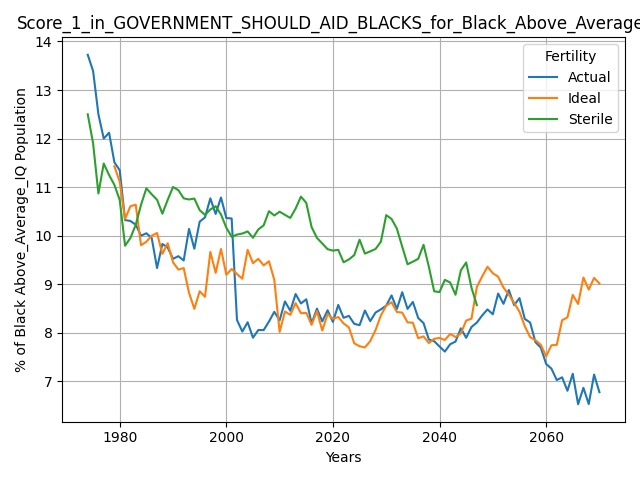 Score_1_in_GOVERNMENT_SHOULD_AID_BLACKS_for_Black_Above_Average
% of Black Above_Average_IQ Population
14
13
12
11
10
9
8
7
Fertility
Actual
Ideal
Sterile
1980 2000 2020 2040 2060
Years